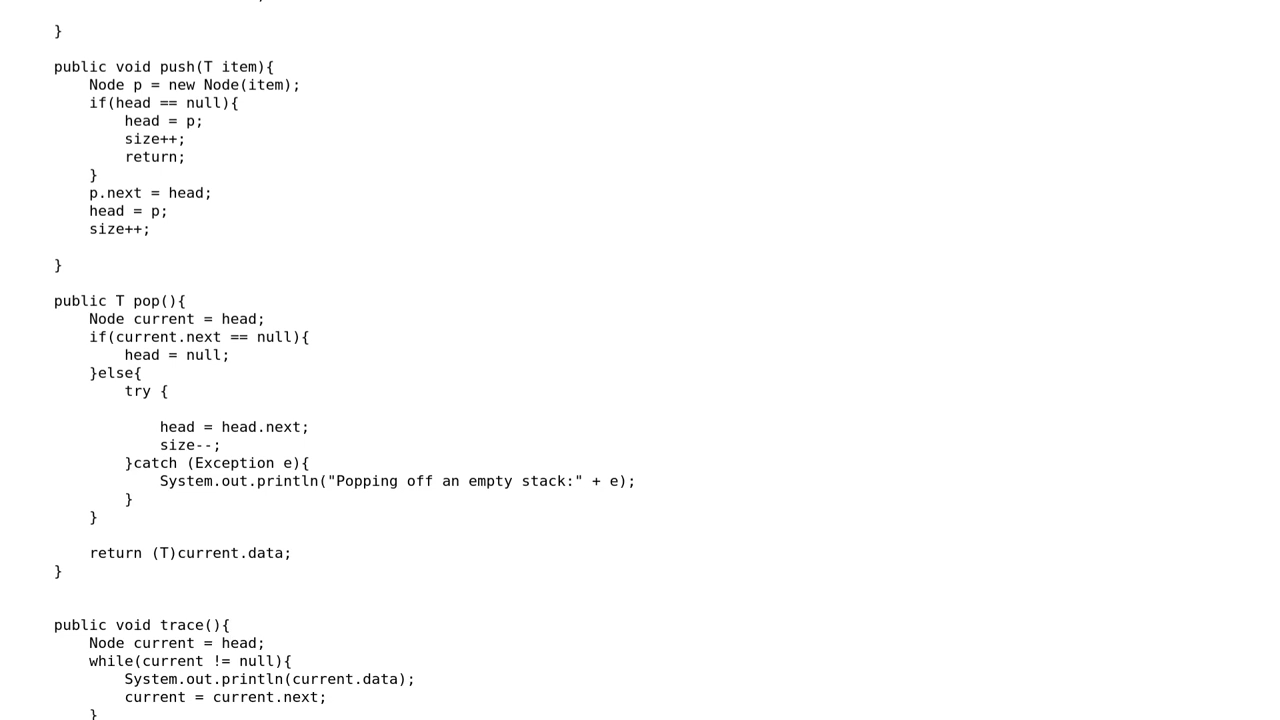 }
public void push(T item){
Node p = new Node(item);
if(head == null){
head = p;
size++;
return;
}
p.next = head;
head = p;
size++;
}
public T pop(){
Node current = head;
if(current.next == null){
head = null;
}else{
try {
head = head.next;
size--;
}catch (Exception e){
System.out.println("Popping off an empty stack:" + e);
}
}
return (T)current.data;
}
public void trace(){
Node current = head;
while(current != null){
System.out.println(current.data);
current = current.next;
}